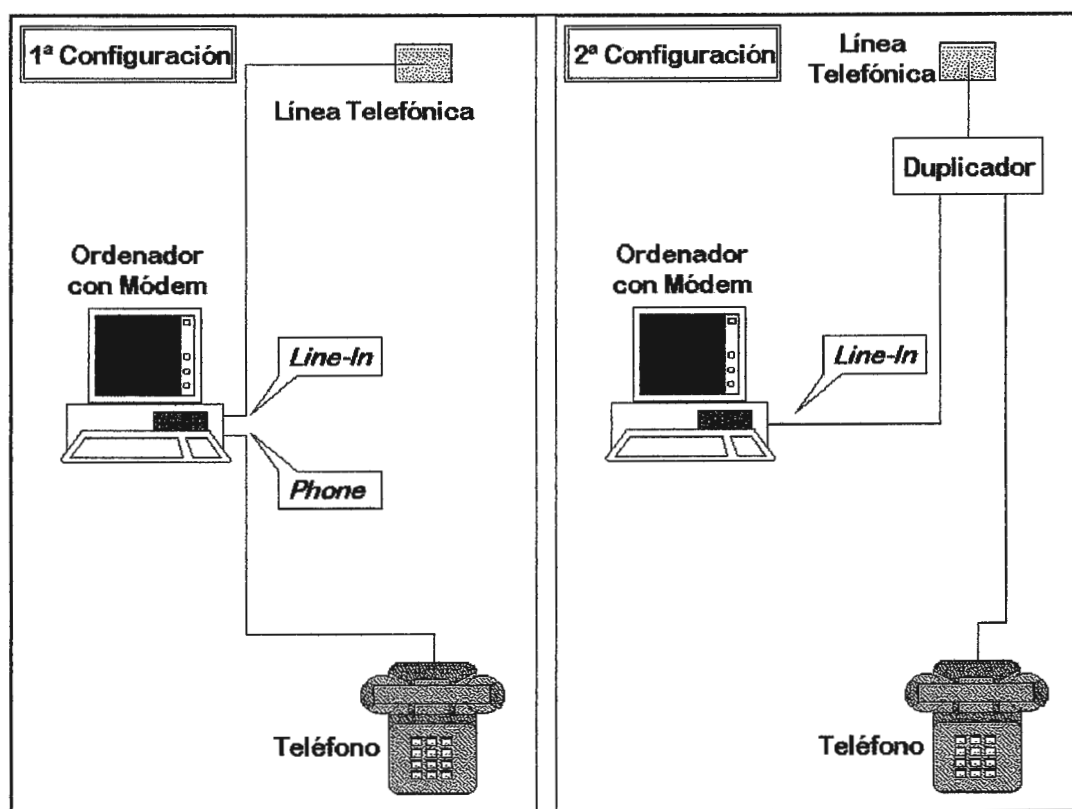 1ª Configuración
Línea Telefónica
Ordenador
con Módem
Line-In
Phone
Teléfono
2ª Configuración
Línea
Telefónica
Duplicador
Ordenador
con Módem
Line-In
Teléfono